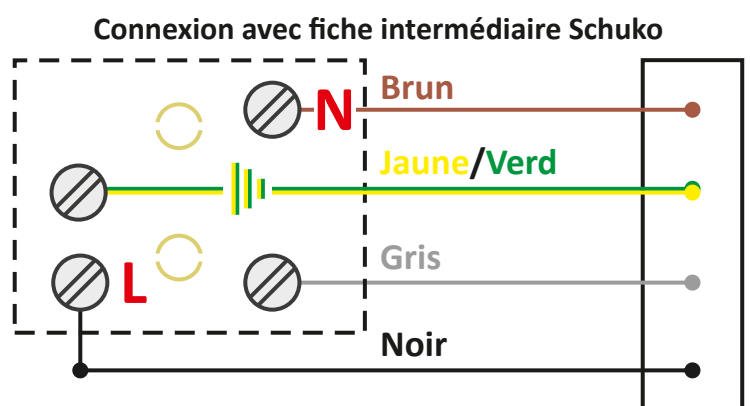 Connexion avec fiche intermédiaire Schuko
Brun
N
Jaune/Verd
Gris
L
Noir